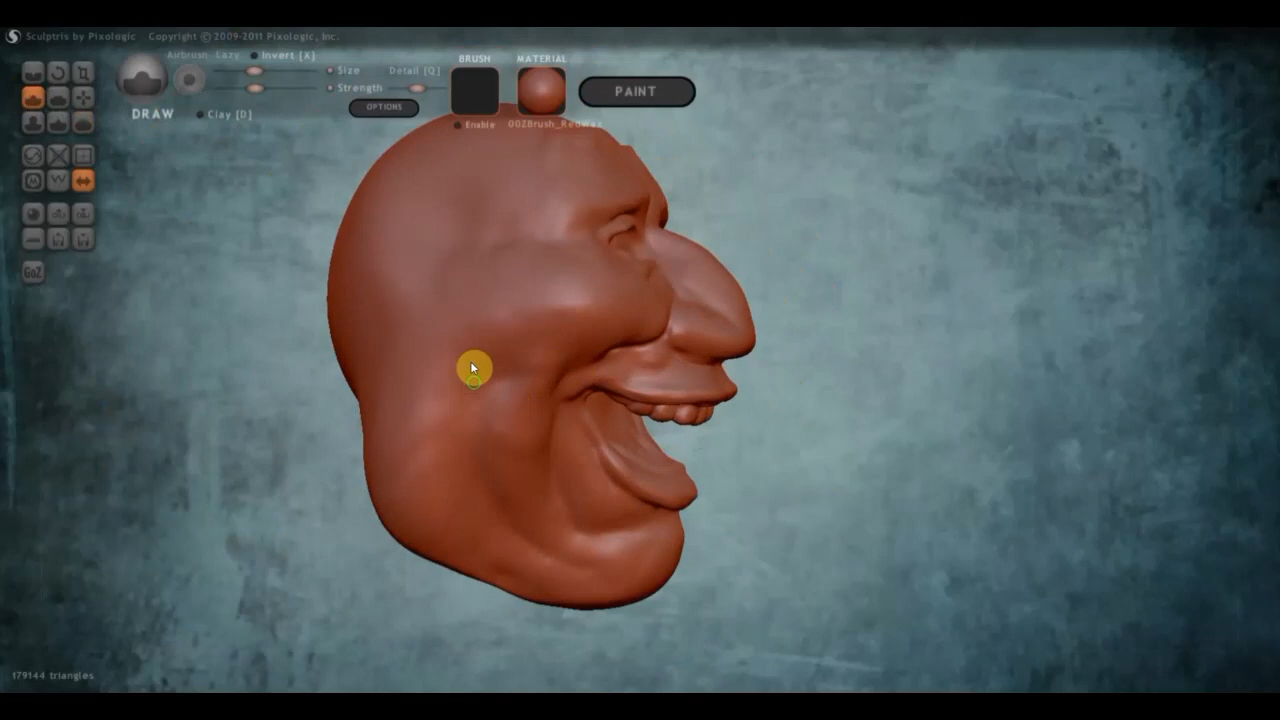 Sculptris by Pixologic Copyright ©2009-2011 Pixologic, Inc.
Airbrush Lazy Invert [X]
BRUSH
MATERIAL
Size Detail [Q]
Strength
PAINT
OPTIONS
DRAW Clay [D]
Enable 00ZBrush_RedWax
GoZ
179144 triangles